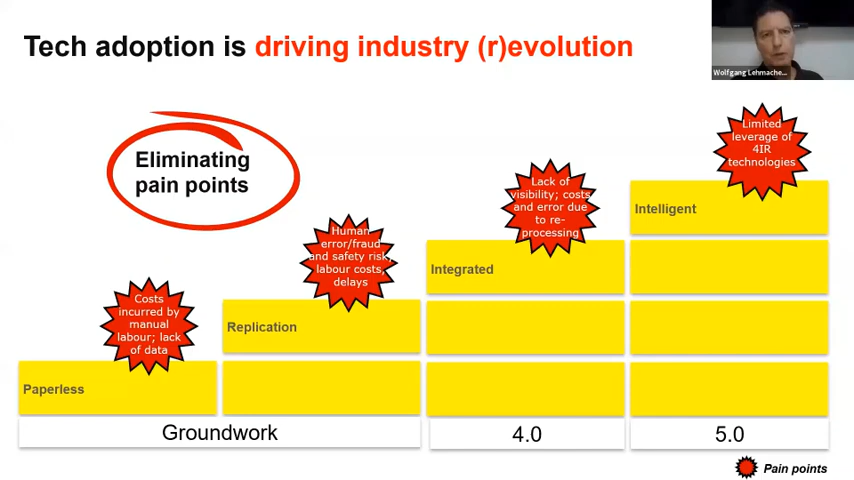 Tech adoption is driving industry (r)evolution
Wolfgang Lehmache...
Eliminating
pain points
Limited
leverage of
4IR
technologies
Lack of
visibility; costs
and error due
to re-
processing
Intelligent
Human
error/fraud
and safety risk,
labour costs,
delays
Integrated
Costs
incurred by
manual
labour; lack
of data
Replication
Paperless
Groundwork
4.0
5.0
Pain points